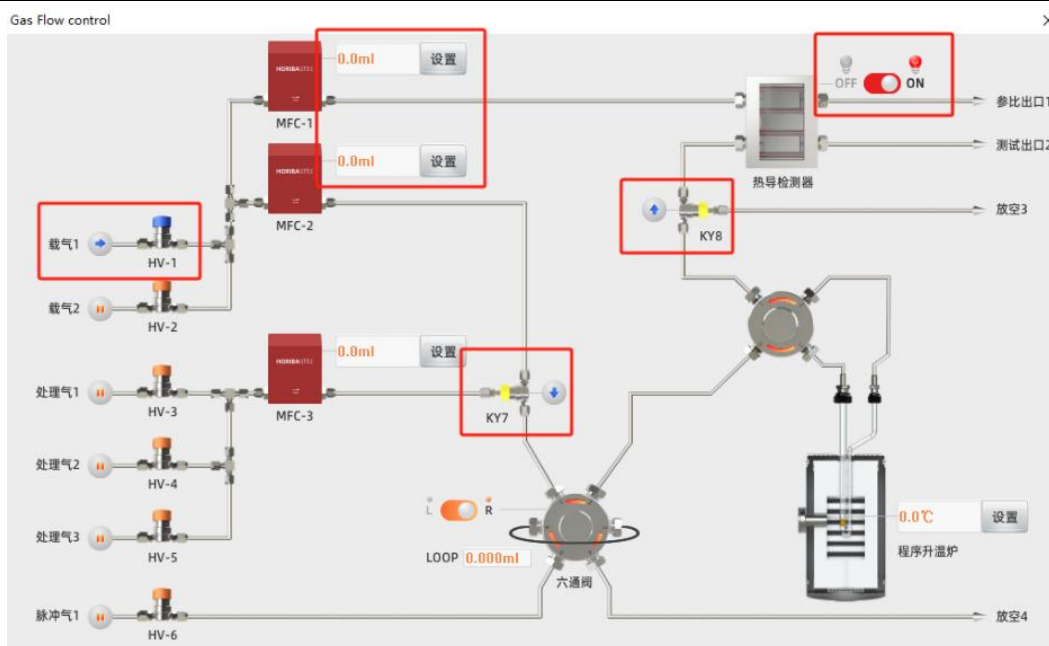 Gas Flow control
0.0ml 设置
OFF ON
HORIBASTEC
MFC-1
参比出口1
测试出口2
0.0ml 设置
HORIBASTEC
MFC-2
热导检测器
放空3
KY8
载气1
HV-1
载气2
HV-2
0.0ml 设置
HORIBASTEC
处理气1
HV-3
MFC-3
KY7
处理气2
HV-4
L R
处理气3
HV-5
0.0℃ 设置
程序升温炉
LOOP 0.000ml
六通阀
脉冲气1
HV-6
放空4